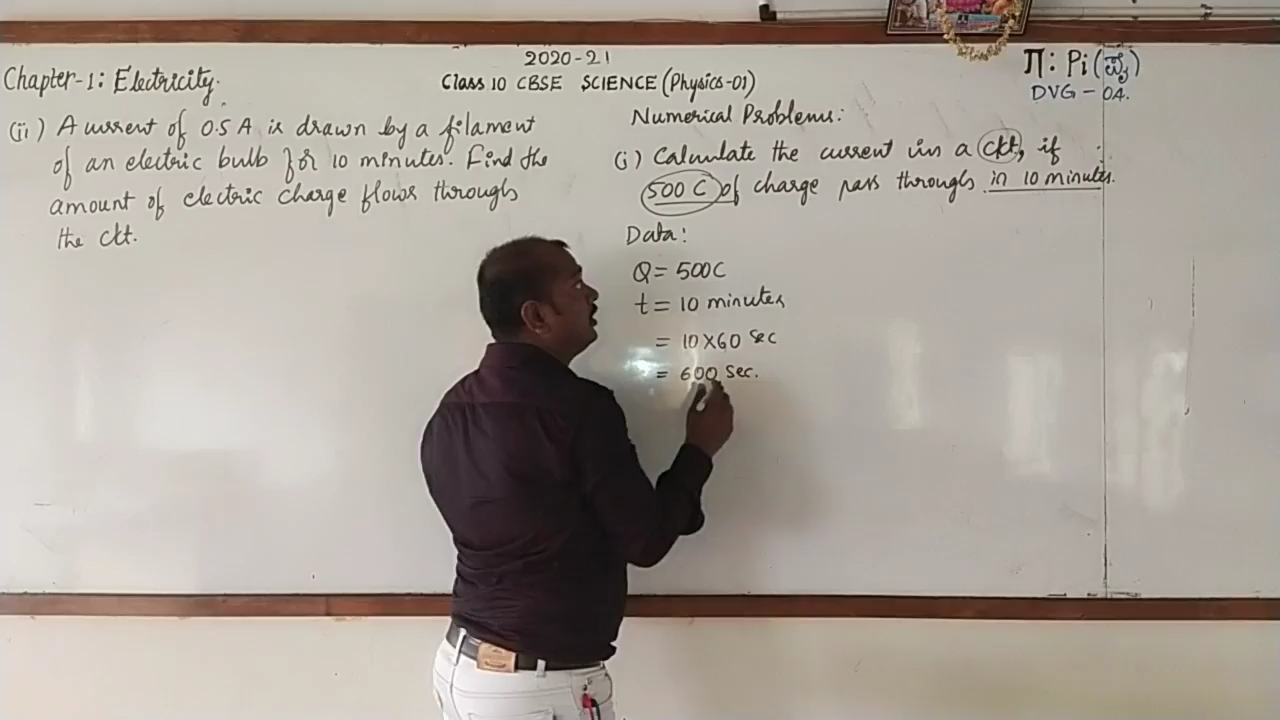 2020-21
Class 10 CBSE SCIENCE (Physics-01)
π: Pi (ಪೈ)
DVG - 04.
Chapter-1: Electricity.
(ii) A current of 0.5 A is drawn by a filament
of an electric bulb for 10 minutes. Find the
amount of electric charge flows through
the ckt.
Numerical Problems:
(i) Calculate the current in a ckt, if
500 C of charge pass through in 10 minutes.
Data:
Q = 500C
t = 10 minutes
= 10 X 60 sec
= 600 sec.